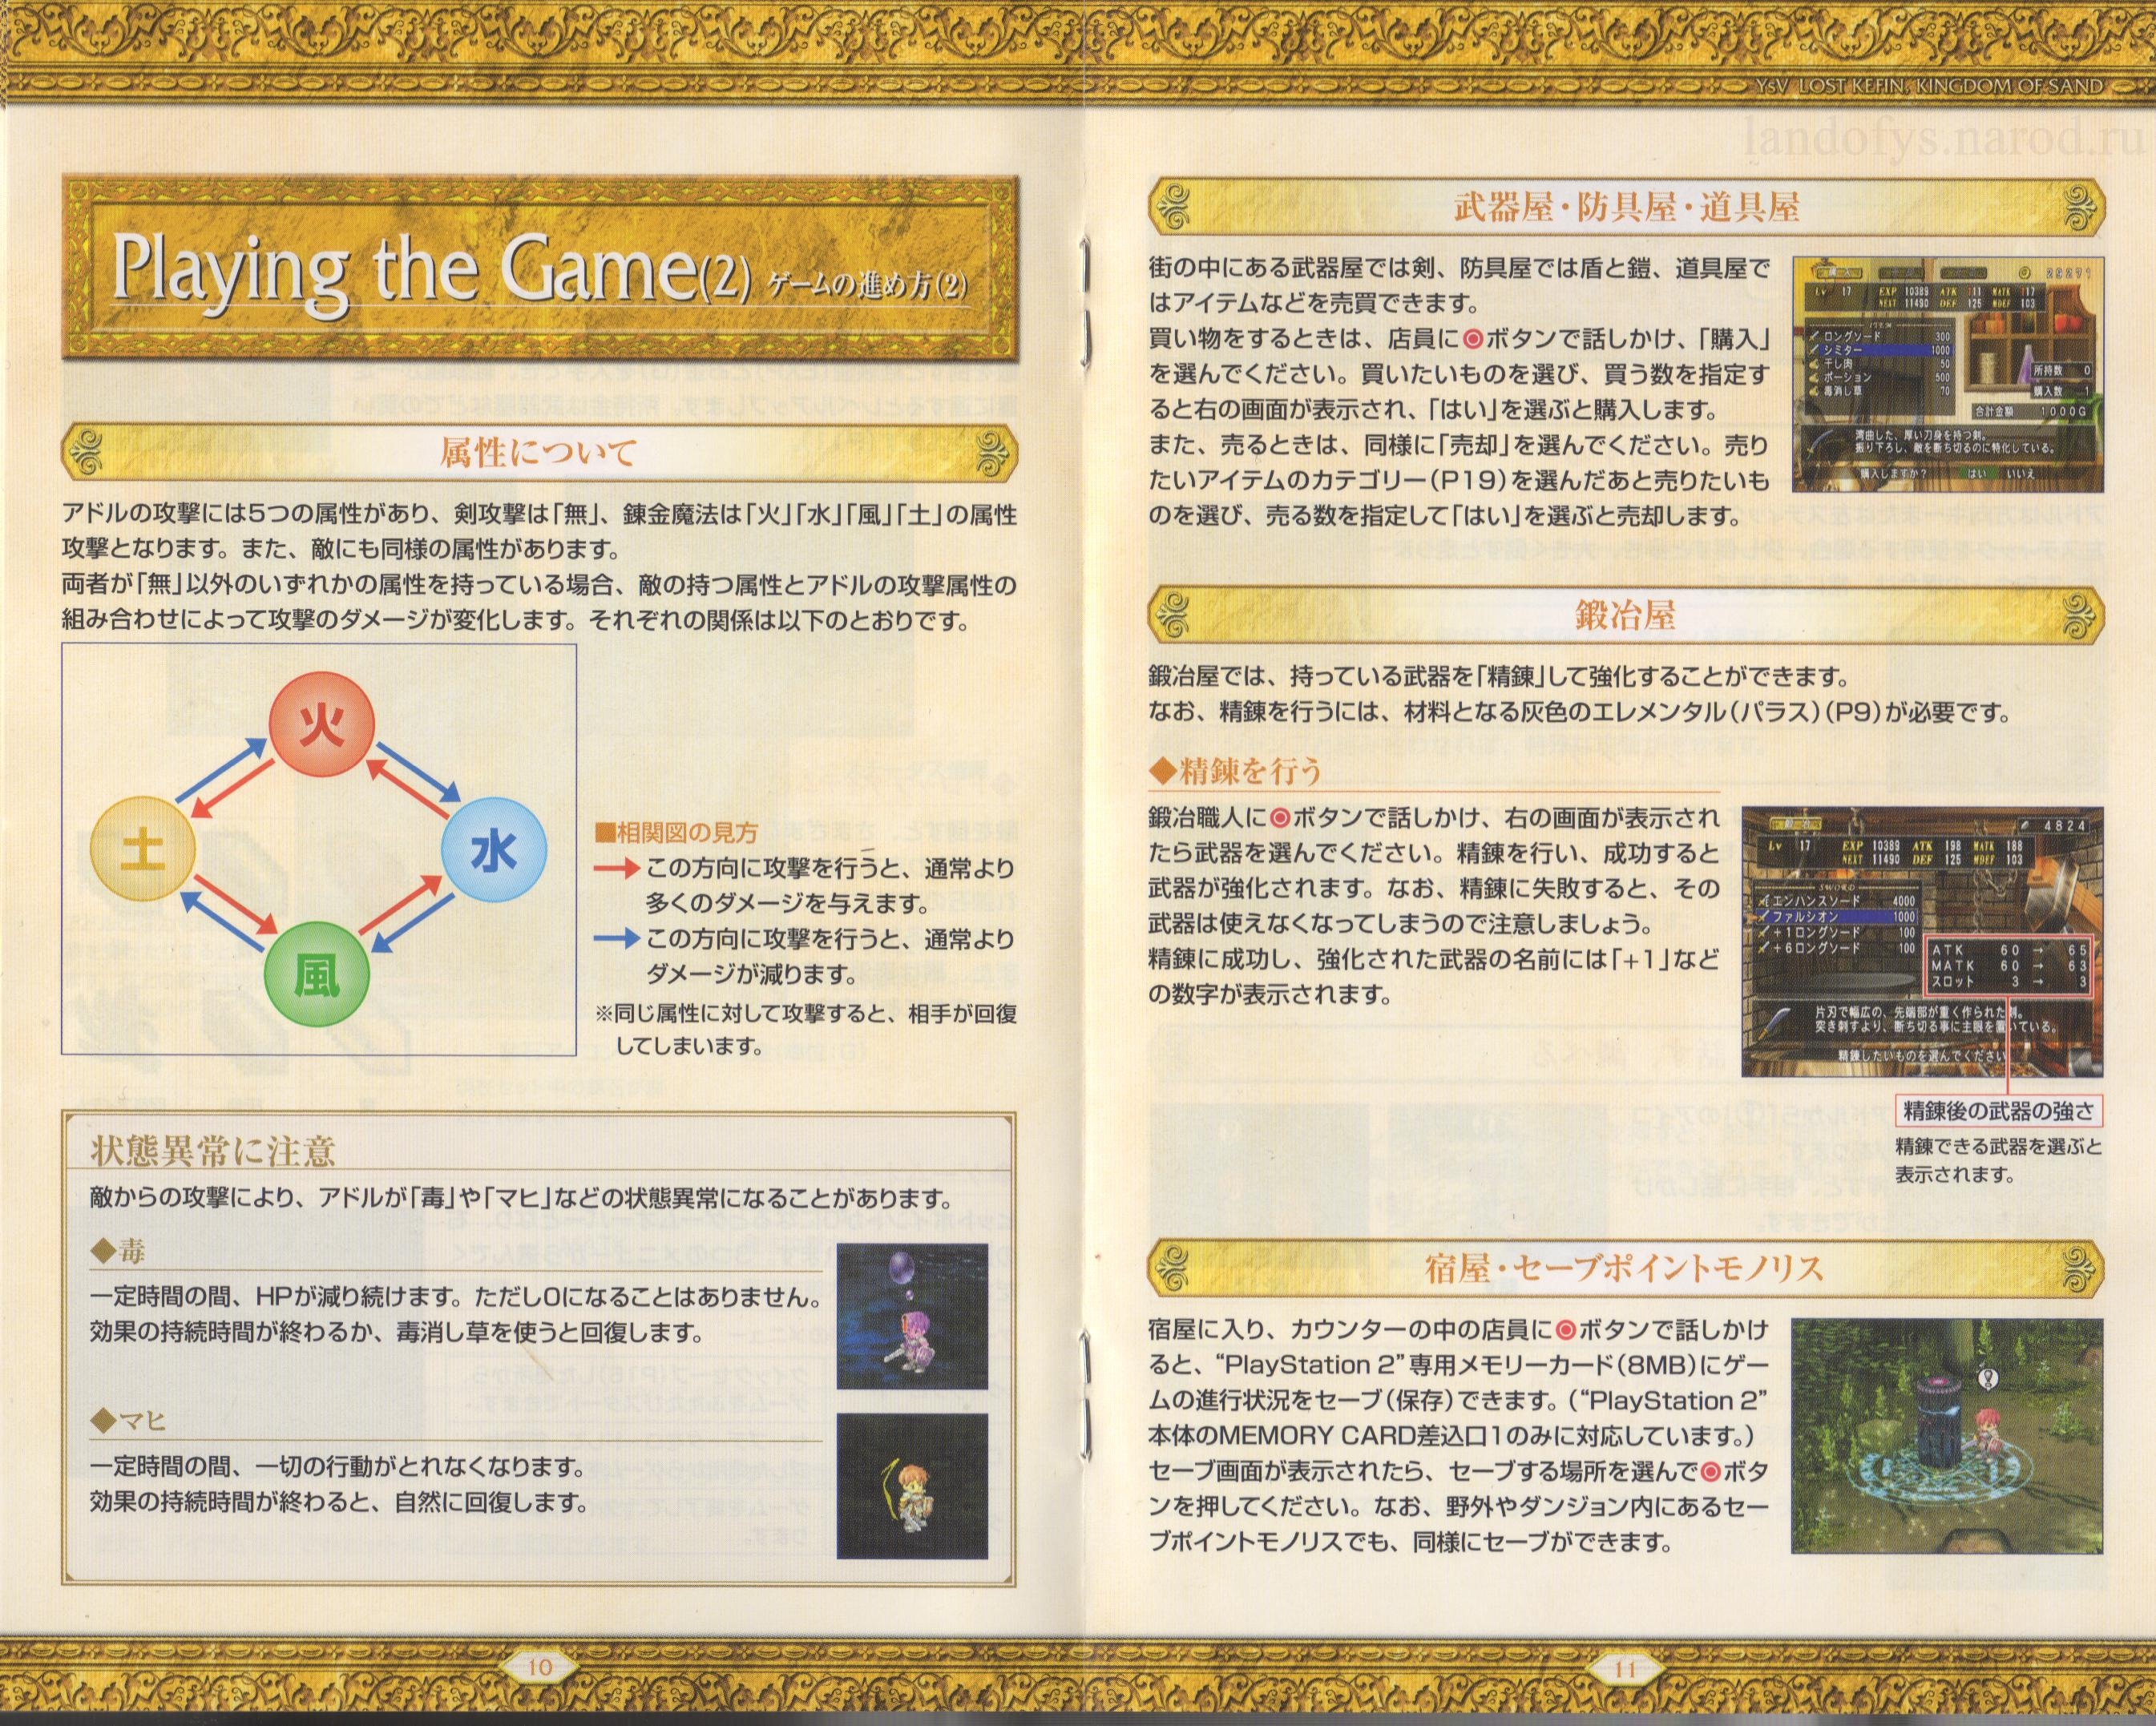 YsV LOST KEFIN, KINGDOM OF SAND
landofys.narod.ru
Playing the Game(2) ゲームの進め方(2)
属性について
アドルの攻撃には5つの属性があり、剣攻撃は「無」、錬金魔法は「火」「水」「風」「土」の属性
攻撃となります。また、敵にも同様の属性があります。
両者が「無」以外のいずれかの属性を持っている場合、敵の持つ属性とアドルの攻撃属性の
組み合わせによって攻撃のダメージが変化します。それぞれの関係は以下のとおりです。
火
土
水
風
■相関図の見方
この方向に攻撃を行うと、通常より
多くのダメージを与えます。
この方向に攻撃を行うと、通常より
ダメージが減ります。
※同じ属性に対して攻撃すると、相手が回復
してしまいます。
状態異常に注意
敵からの攻撃により、アドルが「毒」や「マヒ」などの状態異常になることがあります。
◆毒
一定時間の間、HPが減り続けます。ただし0になることはありません。
効果の持続時間が終わるか、毒消し草を使うと回復します。
◆マヒ
一定時間の間、一切の行動がとれなくなります。
効果の持続時間が終わると、自然に回復します。
10
武器屋・防具屋・道具屋
街の中にある武器屋では剣、防具屋では盾と鎧、道具屋で
はアイテムなどを売買できます。
買い物をするときは、店員に◎ボタンで話しかけ、「購入」
を選んでください。買いたいものを選び、買う数を指定す
ると右の画面が表示され、「はい」を選ぶと購入します。
また、売るときは、同様に「売却」を選んでください。売り
たいアイテムのカテゴリー(P19)を選んだあと売りたいも
のを選び、売る数を指定して「はい」を選ぶと売却します。
購入
Lv 17 EXP 10389 ATK 11 MATK 117
NEXT 11490 DEF 125 MDEF 103
ITEM
ロングソード 300
シミター 1000
干し肉 50
ポーション 500
毒消し草 70
所持数 0
購入数 1
合計金額 1000G
湾曲した、厚い刀身を持つ剣。
振り下ろし、敵を断ち切るのに特化している。
購入しますか? はい いいえ
鍛冶屋
鍛冶屋では、持っている武器を「精錬」して強化することができます。
なお、精錬を行うには、材料となる灰色のエレメンタル(パラス)(P9)が必要です。
◆精錬を行う
鍛冶職人に◎ボタンで話しかけ、右の画面が表示され
たら武器を選んでください。精錬を行い、成功すると
武器が強化されます。なお、精錬に失敗すると、その
武器は使えなくなってしまうので注意しましょう。
精錬に成功し、強化された武器の名前には「+1」など
の数字が表示されます。
4824
Lv 17 EXP 10389 ATK 198 MATK 188
NEXT 11490 DEF 125 MDEF 103
SWORD
エンハンスソード 4000
ファルシオン 1000
+1ロングソード 100
+6ロングソード 100
ATK 60 → 65
MATK 60 → 63
スロット 3 → 3
片刃で幅広の、先端部が重く作られた剣。
突き刺すより、断ち切る事に主眼を置いている。
精錬したいものを選んでください
精錬後の武器の強さ
精錬できる武器を選ぶと
表示されます。
宿屋・セーブポイントモノリス
宿屋に入り、カウンターの中の店員に◎ボタンで話しかけ
ると、“PlayStation 2”専用メモリーカード(8MB)にゲー
ムの進行状況をセーブ(保存)できます。(“PlayStation 2”
本体のMEMORY CARD差込口1のみに対応しています。)
セーブ画面が表示されたら、セーブする場所を選んで◎ボタ
ンを押してください。なお、野外やダンジョン内にあるセー
ブポイントモノリスでも、同様にセーブができます。
11